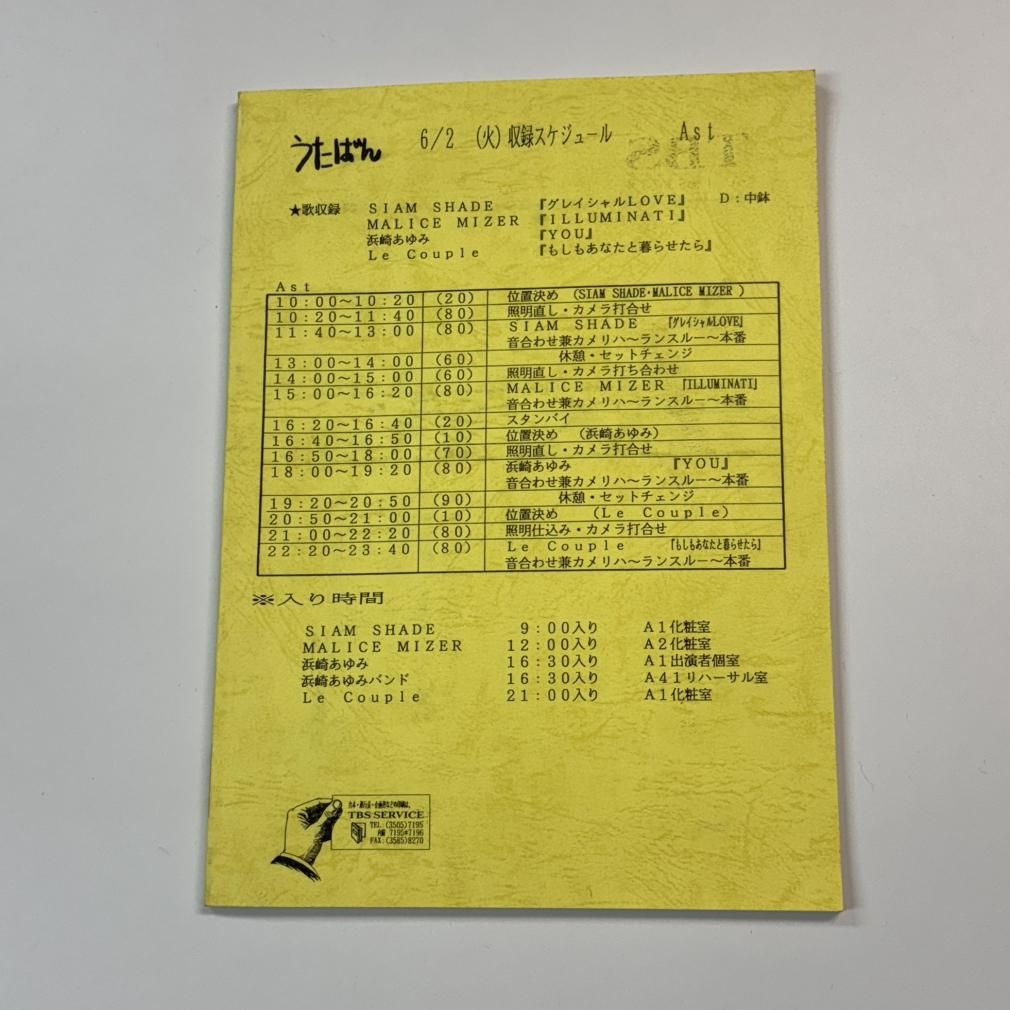 うたばん 6/2 (火)収録スケジュール Ast
TBS
★歌収録 SIAM SHADE 『グレイシャルLOVE』 D:中鉢
MALICE MIZER 『ILLUMINATI』
浜崎あゆみ 『YOU』
Le Couple 『もしもあなたと暮らせたら』
Ast
10:00～10:20 (20) 位置決め (SIAM SHADE・MALICE MIZER )
10:20～11:40 (80) 照明直し・カメラ打合せ
11:40～13:00 (80) SIAM SHADE 『グレイシャルLOVE』
音合わせ兼カメリハ～ランスルー～本番
13:00～14:00 (60) 休憩・セットチェンジ
14:00～15:00 (60) 照明直し・カメラ打ち合わせ
15:00～16:20 (80) MALICE MIZER 『ILLUMINATI』
音合わせ兼カメリハ～ランスルー～本番
16:20～16:40 (20) スタンバイ
16:40～16:50 (10) 位置決め (浜崎あゆみ)
16:50～18:00 (70) 照明直し・カメラ打合せ
18:00～19:20 (80) 浜崎あゆみ 『YOU』
音合わせ兼カメリハ～ランスルー～本番
19:20～20:50 (90) 休憩・セットチェンジ
20:50～21:00 (10) 位置決め (Le Couple)
21:00～22:20 (80) 照明仕込み・カメラ打合せ
22:20～23:40 (80) Le Couple 『もしもあなたと暮らせたら』
音合わせ兼カメリハ～ランスルー～本番
※入り時間
SIAM SHADE 9:00入り A1化粧室
MALICE MIZER 12:00入り A2化粧室
浜崎あゆみ 16:30入り A1出演者個室
浜崎あゆみバンド 16:30入り A41リハーサル室
Le Couple 21:00入り A1化粧室
TBS SERVICE
TEL:(3505)7195
内線 7195*7196
FAX:(3585)8270